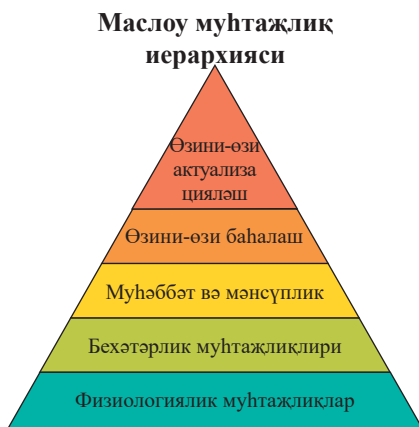 Маслоу муһтаҗлиқ
иерархияси
Өзини-өзи
актуализа
цияләш
Өзини-өзи баһалаш
Муһәббәт вә мәнсүплик
Бехәтәрлик муһтаҗлиқлири
Физиологиялик муһтаҗлиқлар